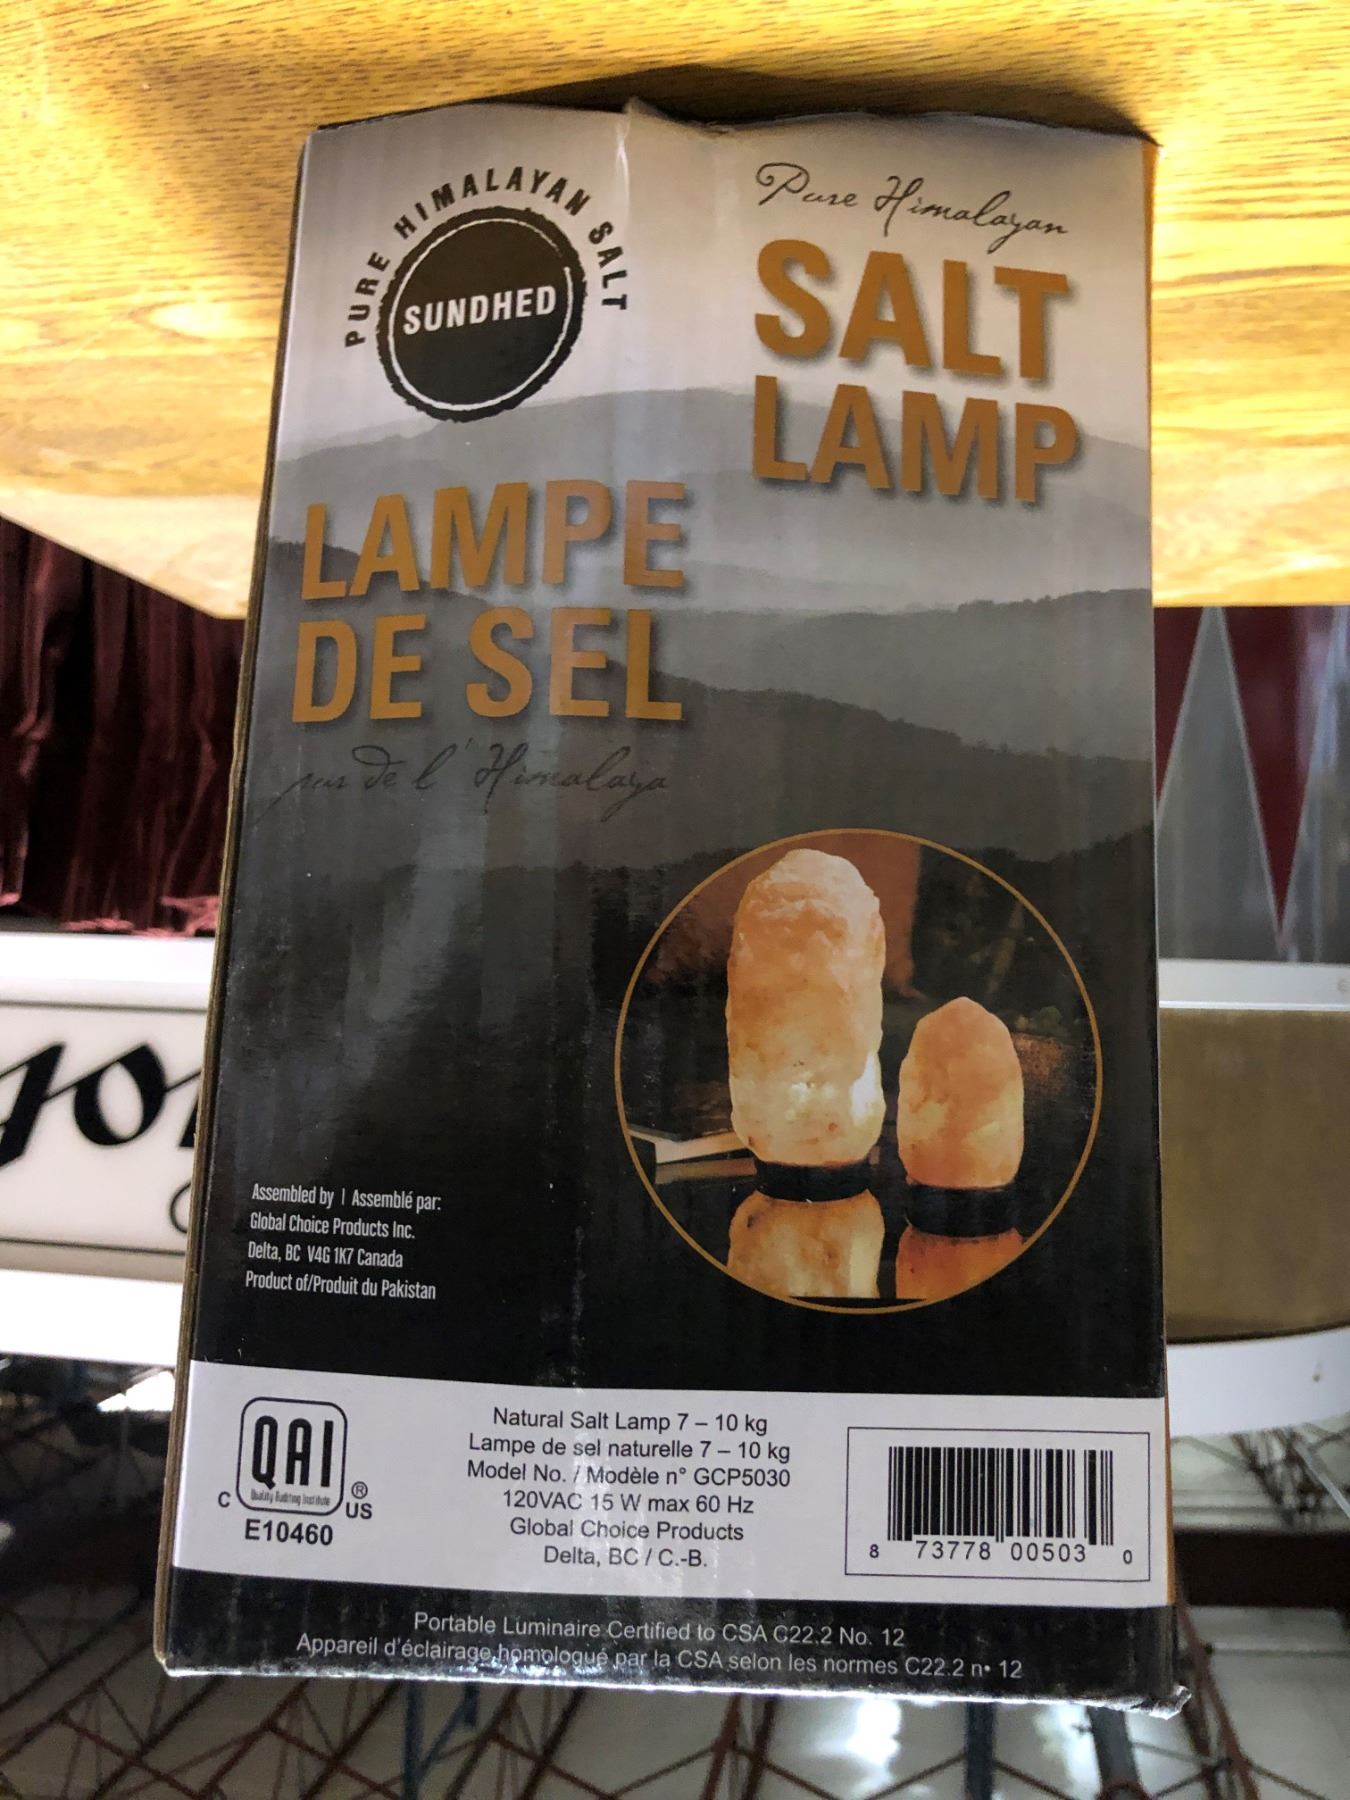 PURE HIMALAYAN SALT
SUNDHED
Pure Himalayan
SALT
LAMP
LAMPE
DE SEL
pur de l'Himalaya
Assembled by | Assemblé par:
Global Choice Products Inc.
Delta, BC V4G 1K7 Canada
Product of/Produit du Pakistan
QAI
Quality Auditing Institute
®
C US
E10460
Natural Salt Lamp 7 – 10 kg
Lampe de sel naturelle 7 – 10 kg
Model No. / Modèle n° GCP5030
120VAC 15 W max 60 Hz
Global Choice Products
Delta, BC / C.-B.
8 73778 00503 0
Portable Luminaire Certified to CSA C22.2 No. 12
Appareil d'éclairage homologué par la CSA selon les normes C22.2 n• 12